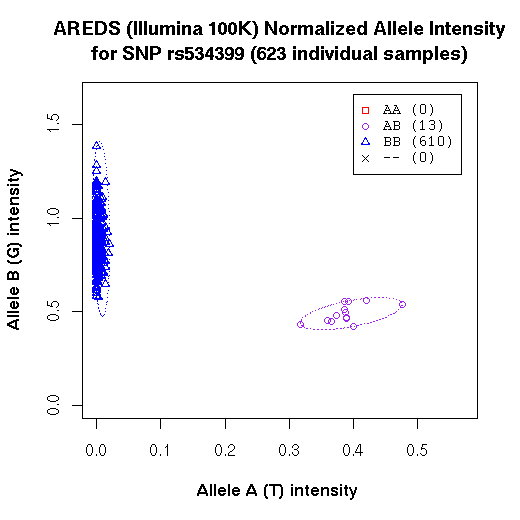 AREDS (Illumina 100K) Normalized Allele Intensity
for SNP rs534399 (623 individual samples)
AA (0)
AB (13)
BB (610)
-- (0)
Allele B (G) intensity
1.5
1.0
0.5
0.0
0.0 0.1 0.2 0.3 0.4 0.5
Allele A (T) intensity